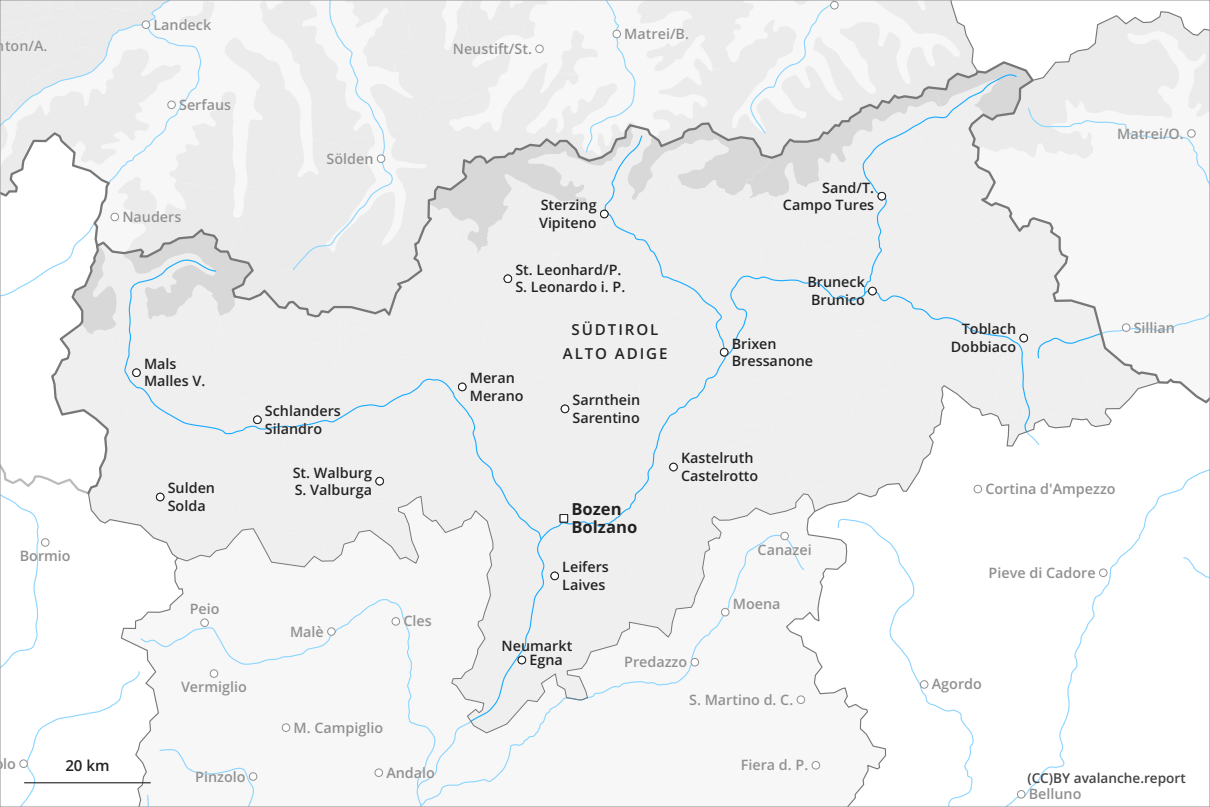 Landeck
Neustift/St.
Matrei/B.
Serfaus
Matrei/O.
Sölden
Sand/T.
Campo Tures
Nauders
Sterzing
Vipiteno
St. Leonhard/P.
S. Leonardo i. P.
Bruneck
Brunico
SÜDTIROL
ALTO ADIGE
Toblach
Dobbiaco
Sillian
Brixen
Bressanone
Mals
Malles V.
Meran
Merano
Sarnthein
Sarentino
Schlanders
Silandro
Kastelruth
Castelrotto
St. Walburg
S. Valburga
Sulden
Solda
Cortina d'Ampezzo
Bozen
Bolzano
Bormio
Canazei
Leifers
Laives
Pieve di Cadore
Peio
Malè
Cles
Moena
Neumarkt
Egna
Predazzo
Vermiglio
Agordo
S. Martino d. C.
M. Campiglio
20 km
Pinzolo
Andalo
Fiera d. P.
(CC)BY avalanche.report
Belluno